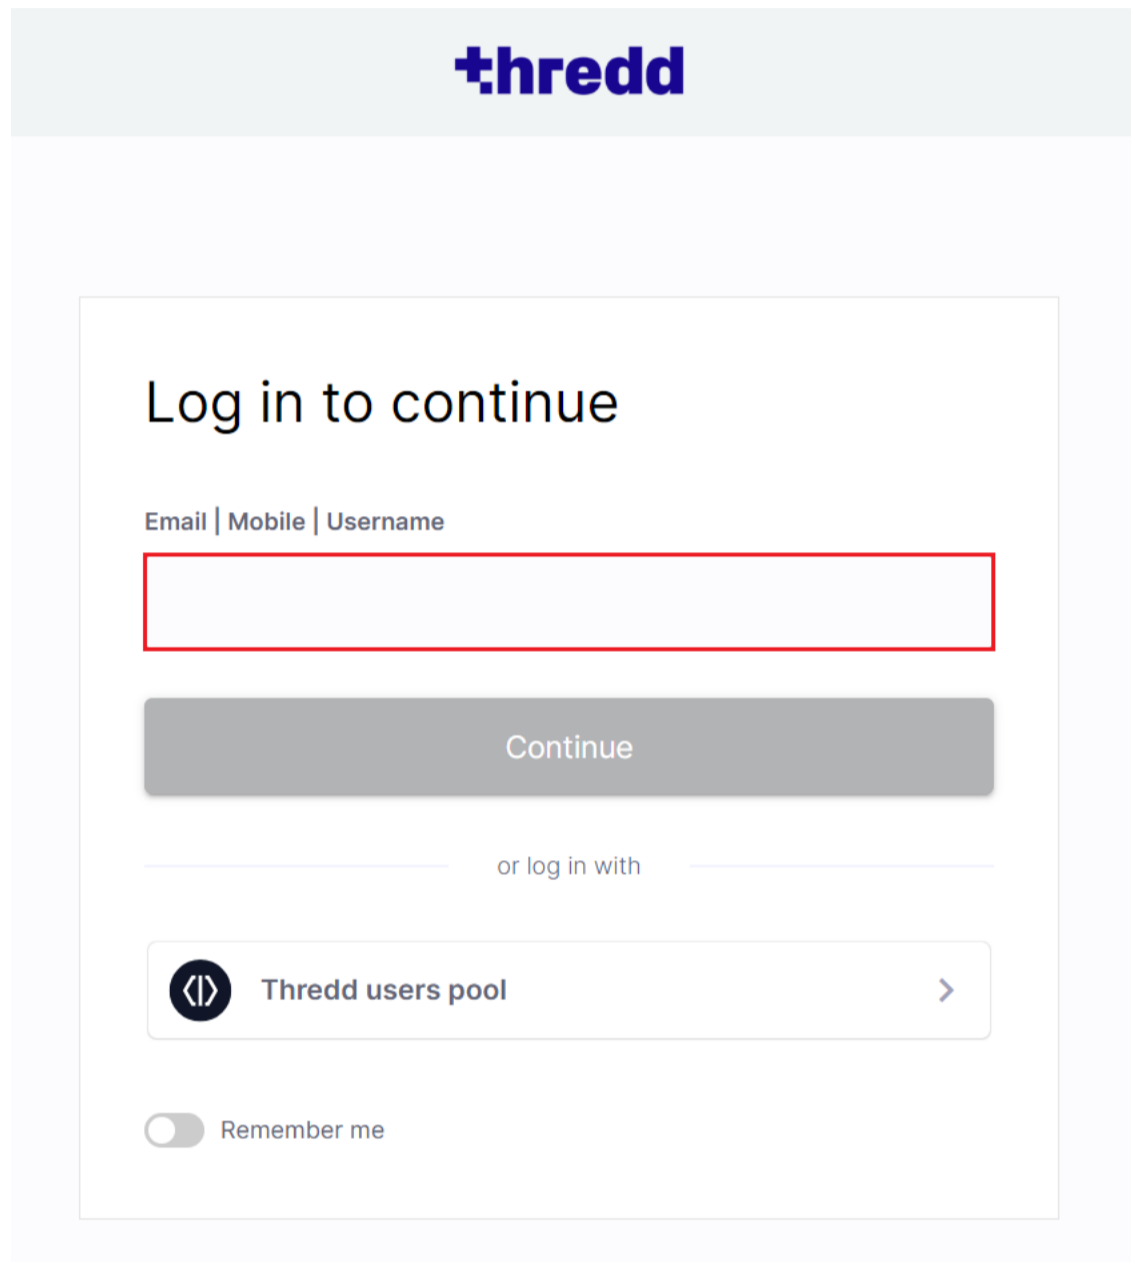 thredd
Log in to continue
Email | Mobile | Username
Continue
or log in with
Thredd users pool
Remember me